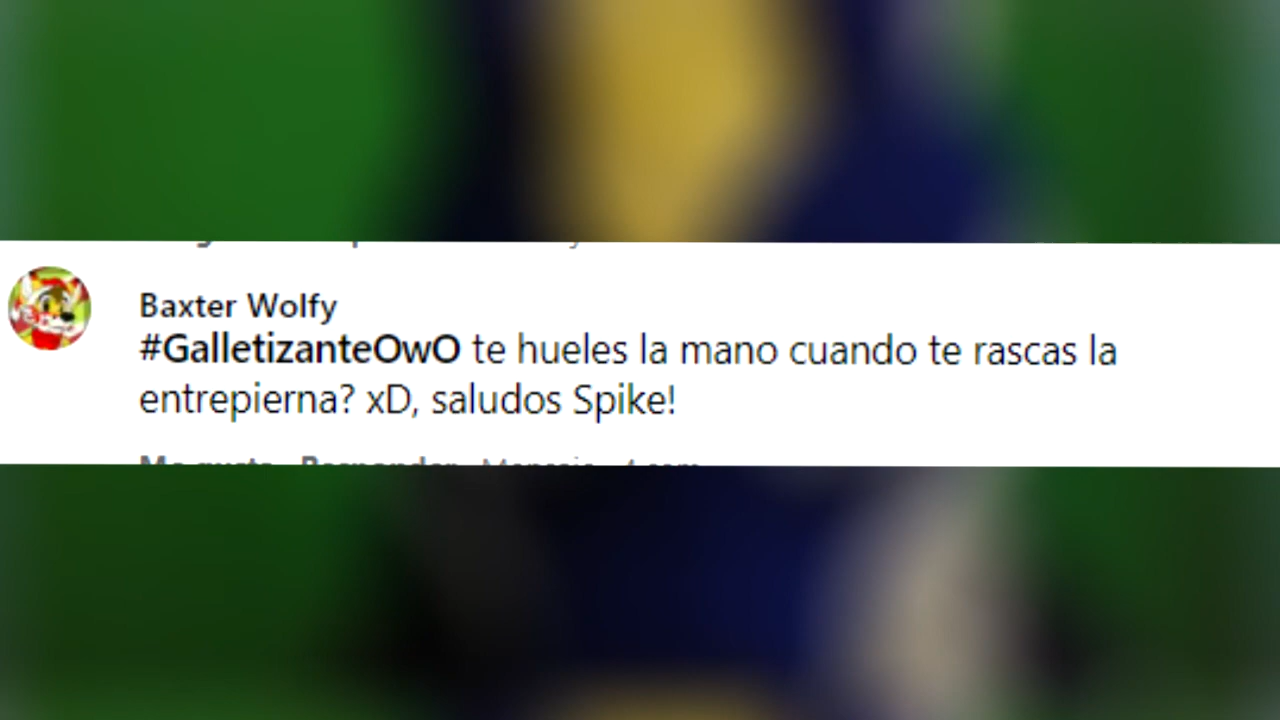 Baxter Wolfy
#GalletizanteOwO te hueles la mano cuando te rascas la
entrepierna? xD, saludos Spike!